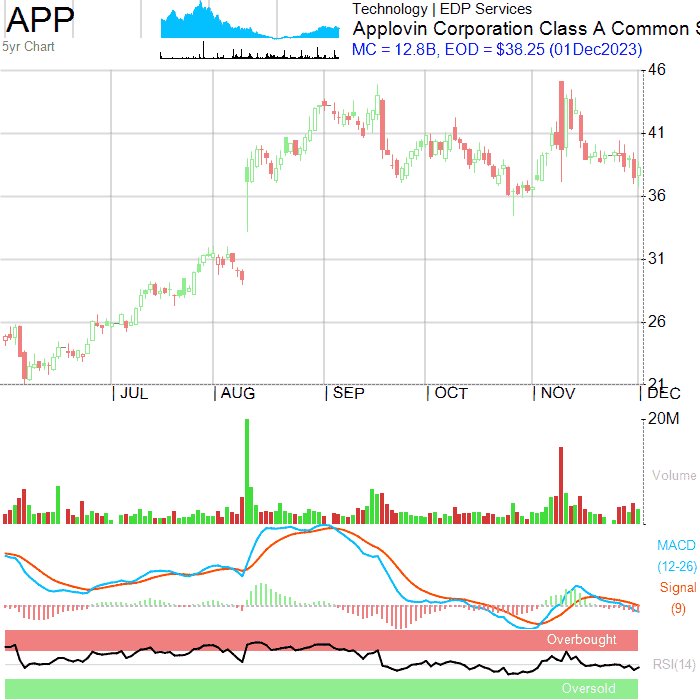 APP
5yr Chart
Technology | EDP Services
Applovin Corporation Class A Common S
MC = 12.8B, EOD = $38.25 (01Dec2023)
46
41
36
31
26
21
JUL
AUG
SEP
OCT
NOV
DEC
20M
Volume
MACD
(12-26)
Signal
(9)
Overbought
RSI(14)
Oversold